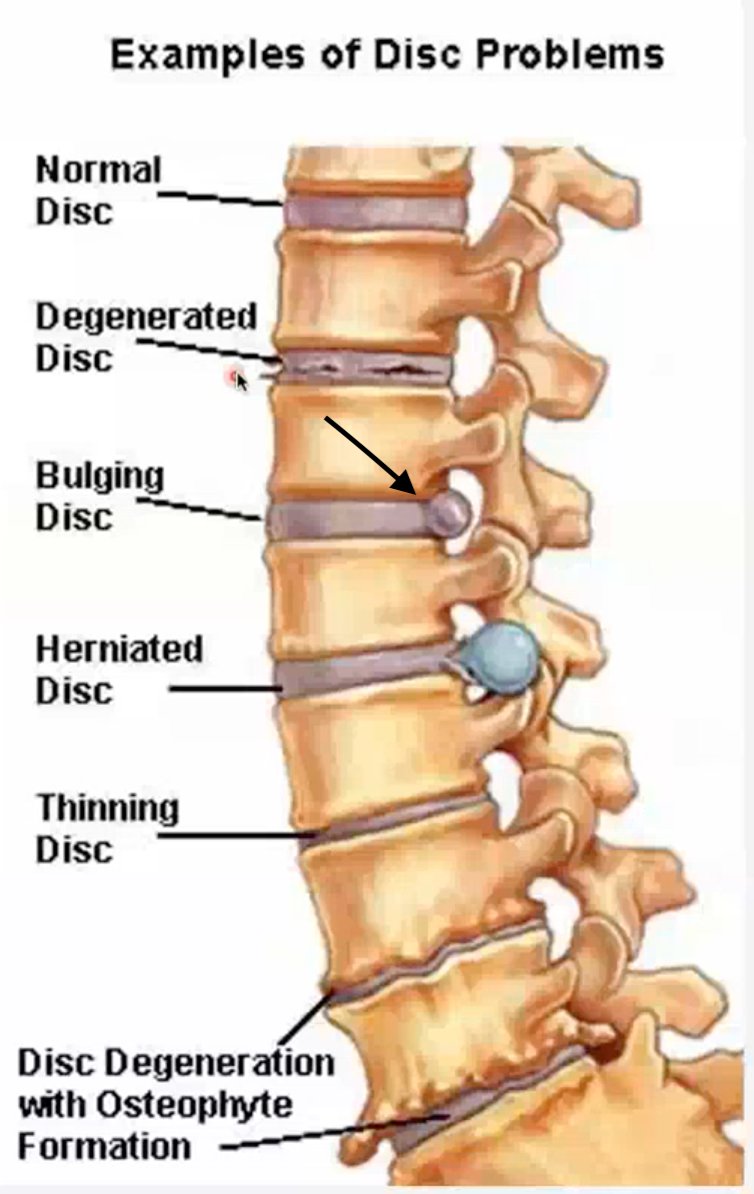 Examples of Disc Problems
Normal
Disc
Degenerated
Disc
Bulging
Disc
Herniated
Disc
Thinning
Disc
Disc Degeneration
with Osteophyte
Formation